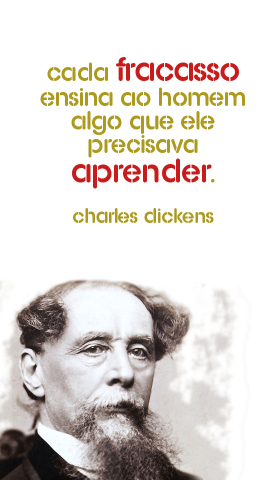 cada fracasso
ensina ao homem
algo que ele
precisava
aprender.
charles dickens